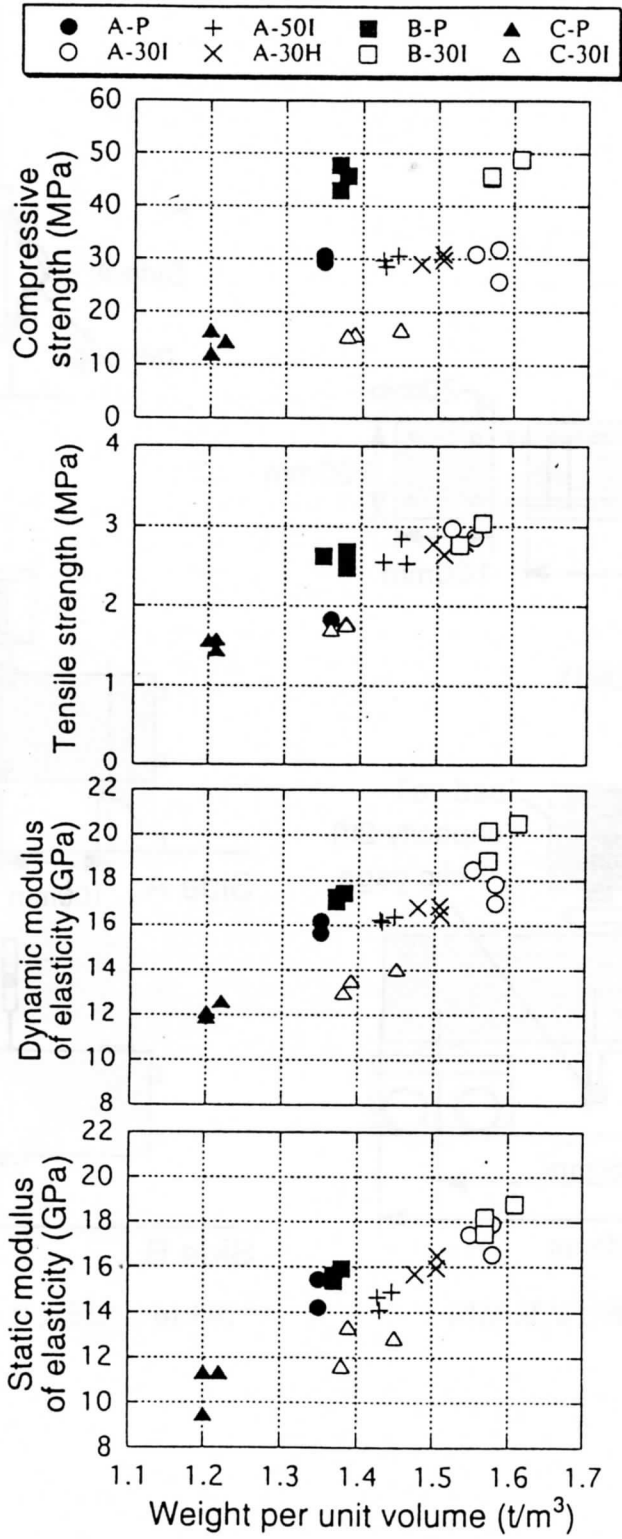 ● A-P + A-50I ■ B-P ▲ C-P
○ A-30I × A-30H □ B-30I △ C-30I
60
50
40
30
20
10
0
Compressive
strength (MPa)
4
3
2
1
0
Tensile strength (MPa)
22
20
18
16
14
12
10
8
Dynamic modulus
of elasticity (GPa)
22
20
18
16
14
12
10
8
Static modulus
of elasticity (GPa)
1.1 1.2 1.3 1.4 1.5 1.6 1.7
Weight per unit volume (t/m³)